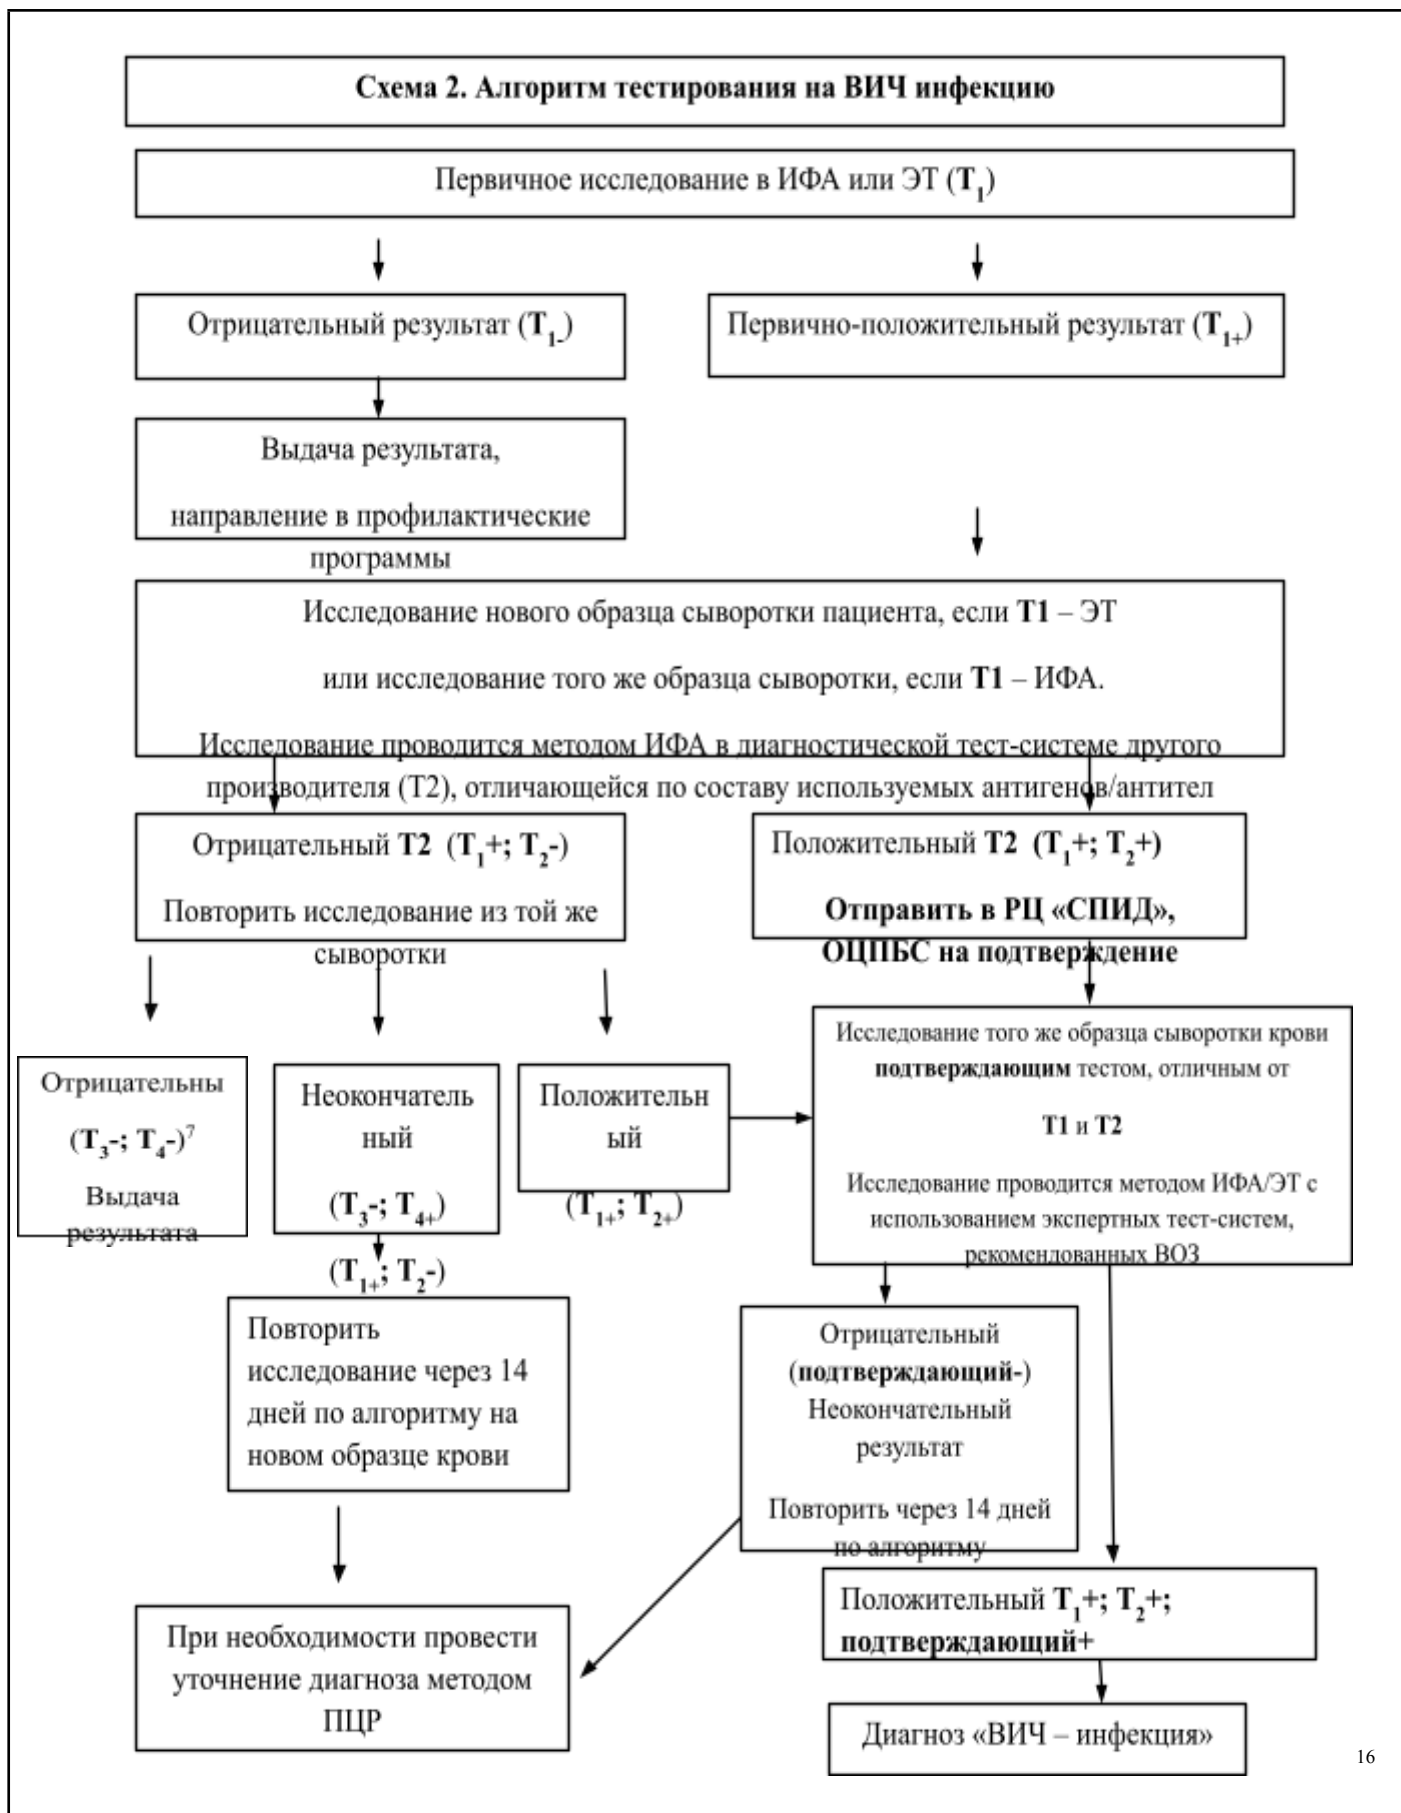 Схема 2. Алгоритм тестирования на ВИЧ инфекцию
Первичное исследование в ИФА или ЭТ (Т1)
Отрицательный результат (Т1-)
Первично-положительный результат (Т1+)
Выдача результата,
направление в профилактические
программы
Исследование нового образца сыворотки пациента, если Т1 – ЭТ
или исследование того же образца сыворотки, если Т1 – ИФА.
Исследование проводится методом ИФА в диагностической тест-системе другого
производителя (Т2), отличающейся по составу используемых антигенов/антител
Отрицательный Т2 (Т1+; Т2-)
Повторить исследование из той же
сыворотки
Положительный Т2 (Т1+; Т2+)
Отправить в РЦ «СПИД»,
ОЦПБС на подтверждение
Отрицательны
(Т3-; Т4-)7
Выдача
результата
Неокончатель
ный
(Т3-; Т4+)
(Т1+; Т2-)
Положительн
ый
(Т1+; Т2+)
Исследование того же образца сыворотки крови
подтверждающим тестом, отличным от
Т1 и Т2
Исследование проводится методом ИФА/ЭТ с
использованием экспертных тест-систем,
рекомендованных ВОЗ
Повторить
исследование через 14
дней по алгоритму на
новом образце крови
Отрицательный
(подтверждающий-)
Неокончательный
результат
Повторить через 14 дней
по алгоритму
Положительный Т1+; Т2+;
подтверждающий+
При необходимости провести
уточнение диагноза методом
ПЦР
Диагноз «ВИЧ – инфекция»
16